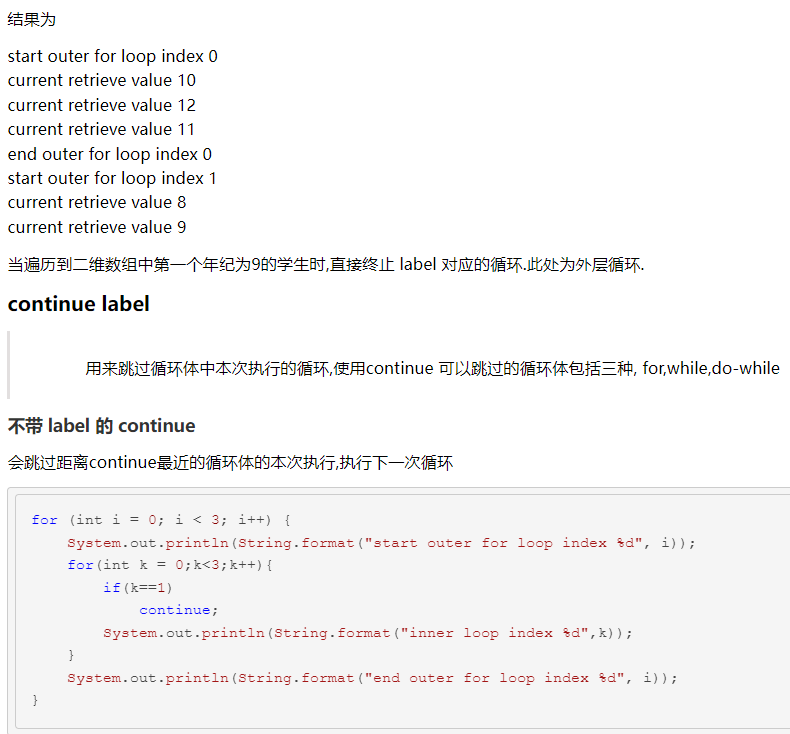 结果为
start outer for loop index 0
current retrieve value 10
current retrieve value 12
current retrieve value 11
end outer for loop index 0
start outer for loop index 1
current retrieve value 8
current retrieve value 9
当遍历到二维数组中第一个年纪为9的学生时,直接终止 label 对应的循环.此处为外层循环.
continue label
用来跳过循环体中本次执行的循环,使用continue 可以跳过的循环体包括三种, for,while,do-while
不带 label 的 continue
会跳过距离continue最近的循环体的本次执行,执行下一次循环
for (int i = 0; i < 3; i++) {
    System.out.println(String.format("start outer for loop index %d", i));
    for(int k = 0;k<3;k++){
        if(k==1)
            continue;
        System.out.println(String.format("inner loop index %d",k));
    }
    System.out.println(String.format("end outer for loop index %d", i));
}